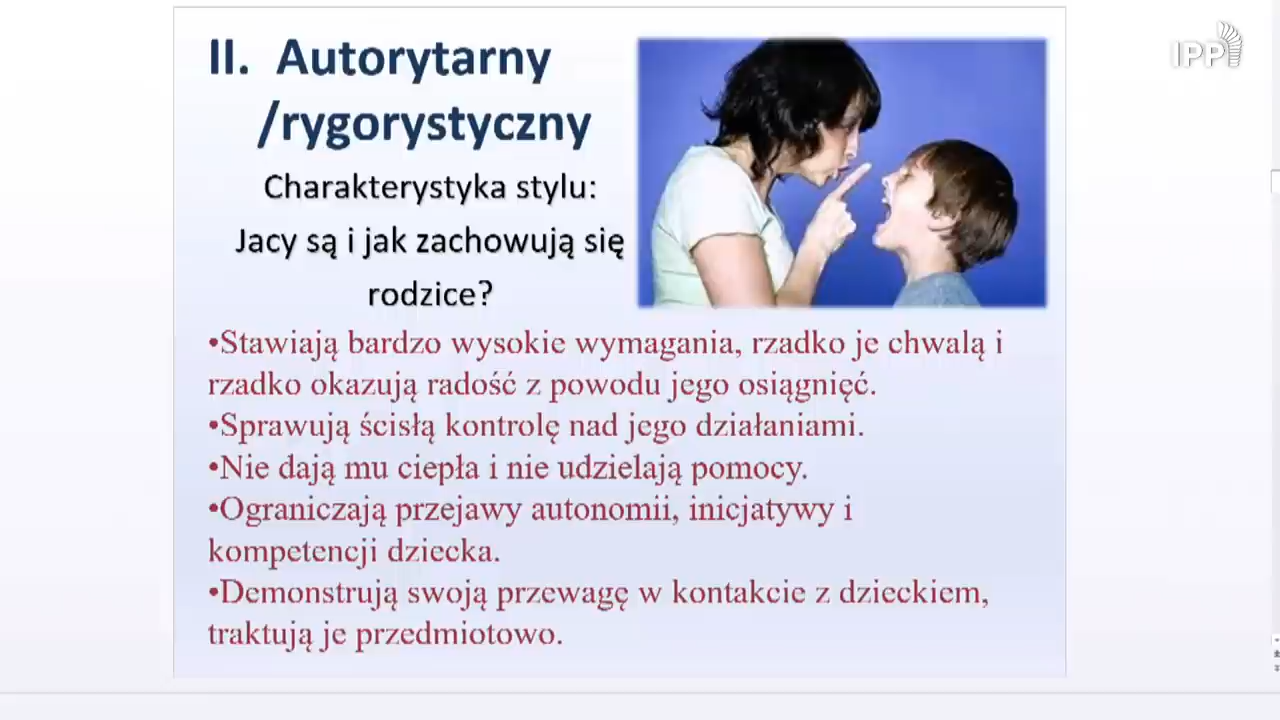 IPP
II. Autorytarny
/rygorystyczny
Charakterystyka stylu:
Jacy są i jak zachowują się
rodzice?
•Stawiają bardzo wysokie wymagania, rzadko je chwalą i
rzadko okazują radość z powodu jego osiągnięć.
•Sprawują ścisłą kontrolę nad jego działaniami.
•Nie dają mu ciepła i nie udzielają pomocy.
•Ograniczają przejawy autonomii, inicjatywy i
kompetencji dziecka.
•Demonstrują swoją przewagę w kontakcie z dzieckiem,
traktują je przedmiotowo.